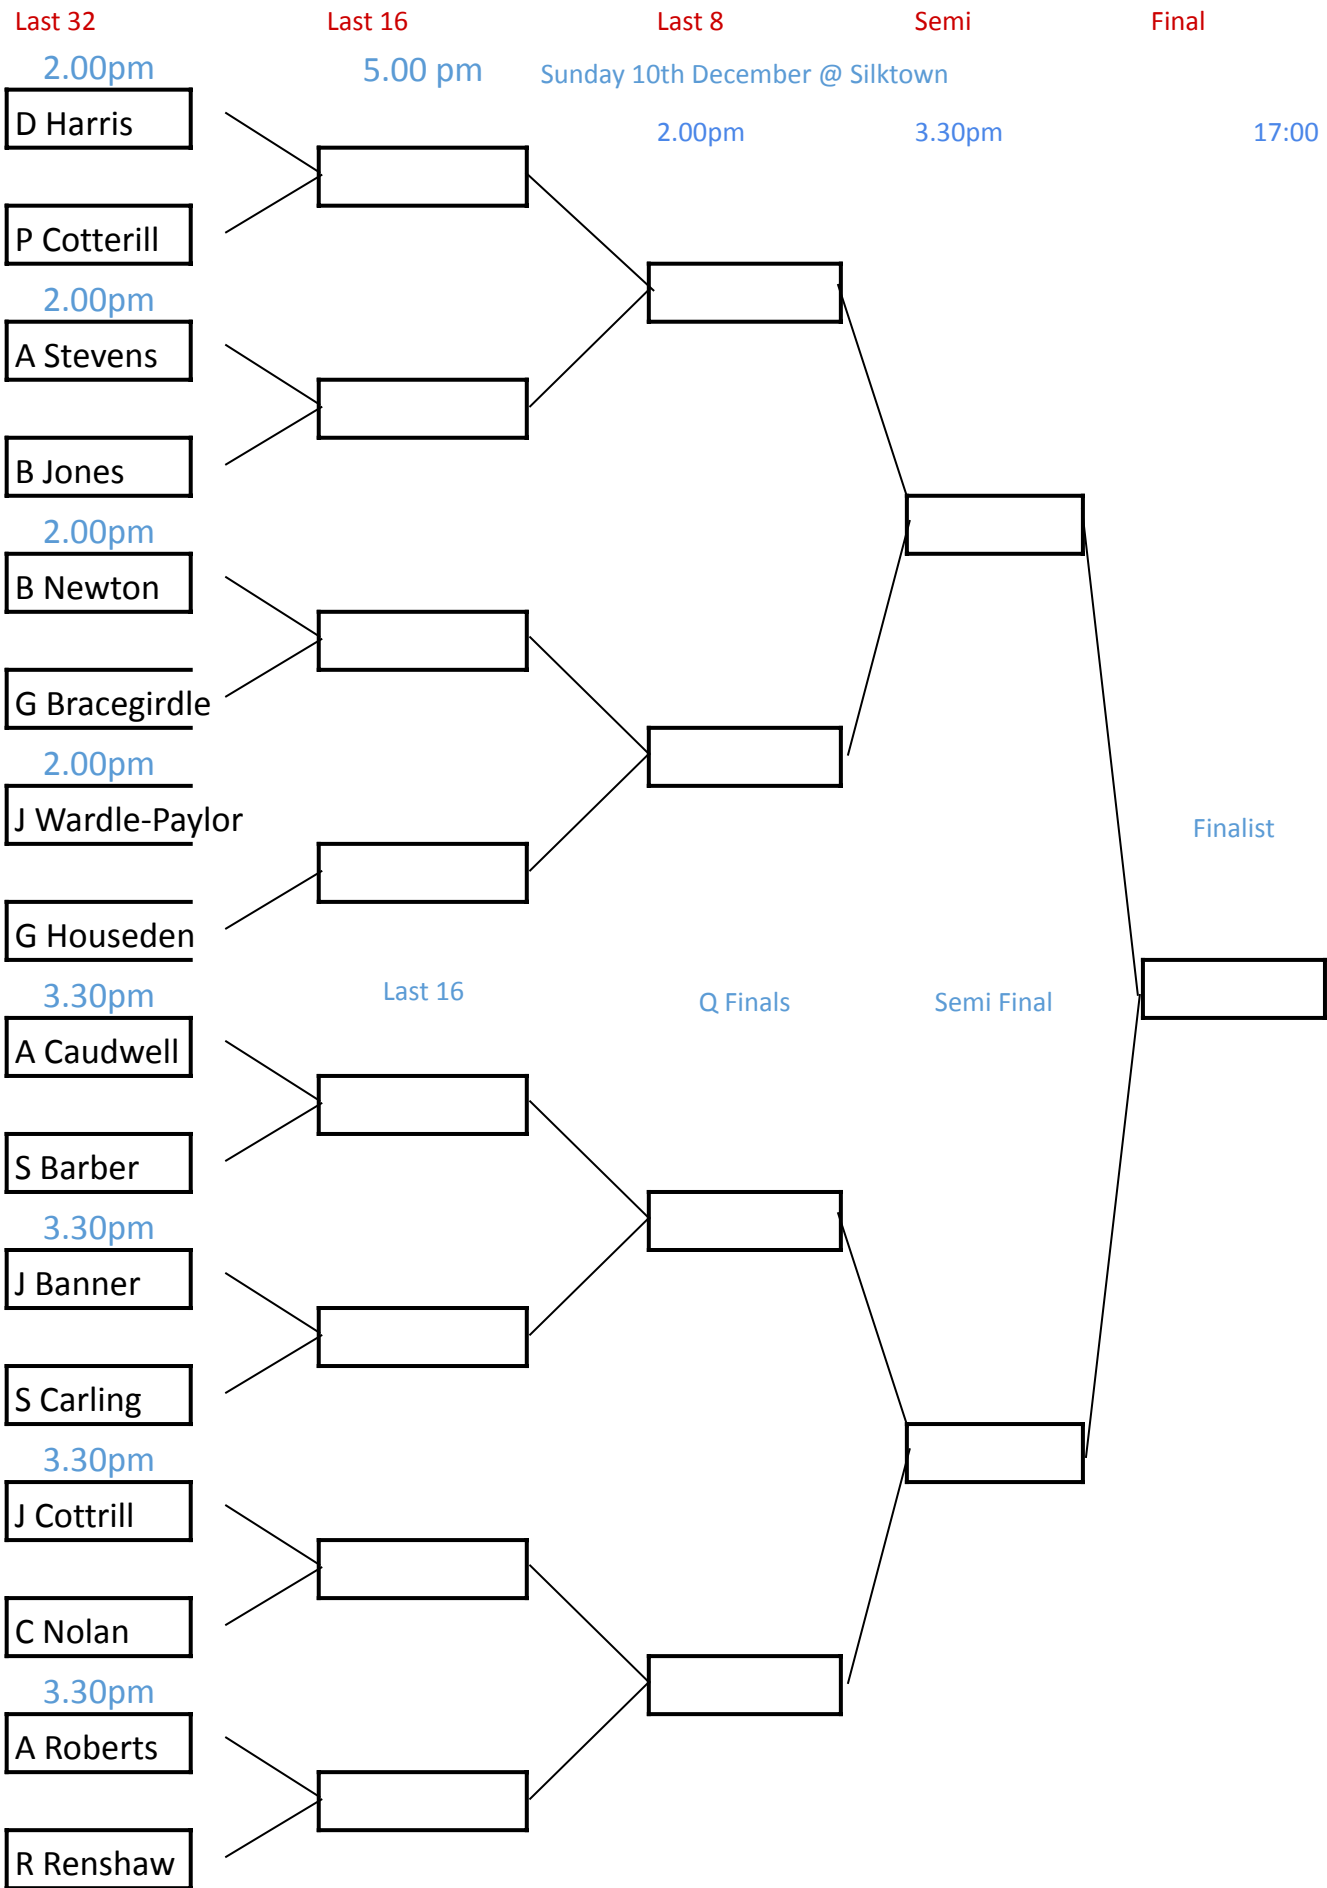 Last 32 Last 16 Last 8 Semi Final
2.00pm 5.00 pm Sunday 10th December @ Silktown
D Harris
2.00pm 3.30pm 17:00
P Cotterill
2.00pm
A Stevens
B Jones
2.00pm
B Newton
G Bracegirdle
2.00pm
J Wardle-Paylor
Finalist
G Houseden
3.30pm Last 16 Q Finals Semi Final
A Caudwell
S Barber
3.30pm
J Banner
S Carling
3.30pm
J Cottrill
C Nolan
3.30pm
A Roberts
R Renshaw